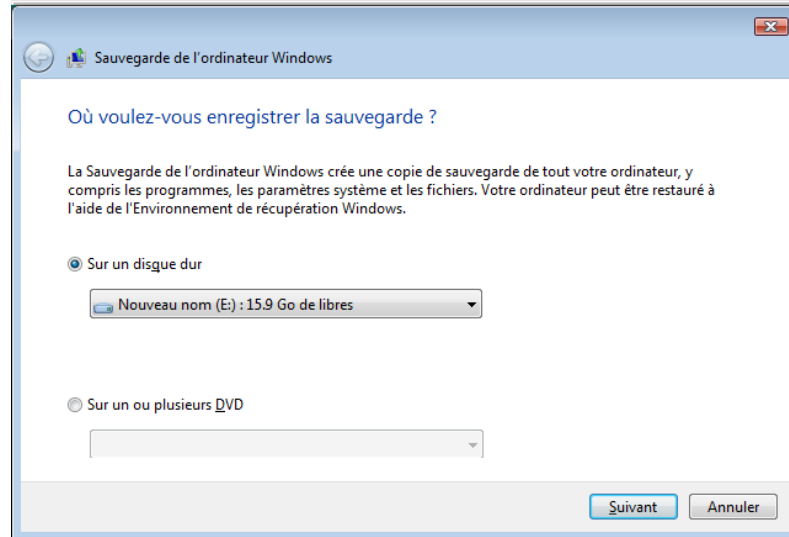 Sauvegarde de l'ordinateur Windows
Où voulez-vous enregistrer la sauvegarde ?
La Sauvegarde de l'ordinateur Windows crée une copie de sauvegarde de tout votre ordinateur, y
compris les programmes, les paramètres système et les fichiers. Votre ordinateur peut être restauré à
l'aide de l'Environnement de récupération Windows.
Sur un disque dur
Nouveau nom (E:) : 15.9 Go de libres
Sur un ou plusieurs DVD
Suivant Annuler